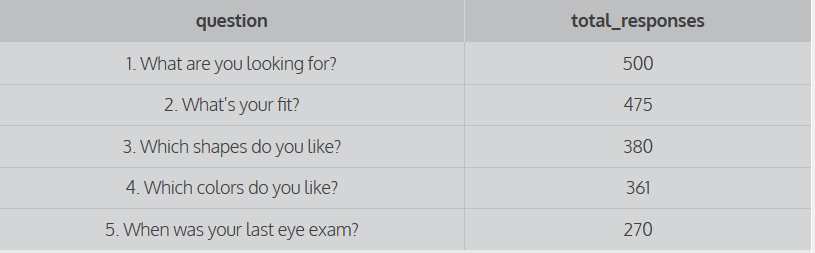 question total_responses
1. What are you looking for? 500
2. What's your fit? 475
3. Which shapes do you like? 380
4. Which colors do you like? 361
5. When was your last eye exam? 270